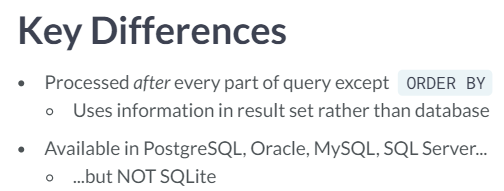 Key Differences
• Processed after every part of query except ORDER BY
◦ Uses information in result set rather than database
• Available in PostgreSQL, Oracle, MySQL, SQL Server...
◦ ...but NOT SQLite